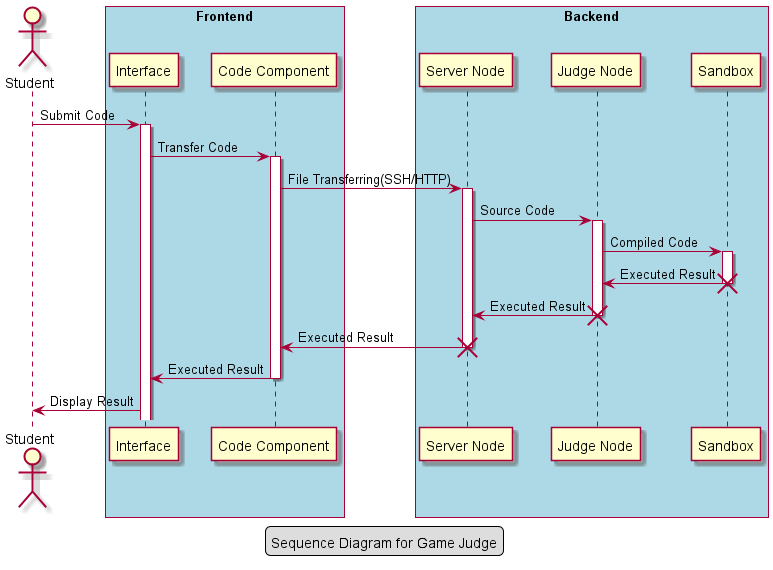 Frontend
Backend
Student
Interface
Code Component
Server Node
Judge Node
Sandbox
Submit Code
Transfer Code
File Transferring(SSH/HTTP)
Source Code
Compiled Code
Executed Result
Executed Result
Executed Result
Executed Result
Display Result
Student
Interface
Code Component
Server Node
Judge Node
Sandbox
Sequence Diagram for Game Judge